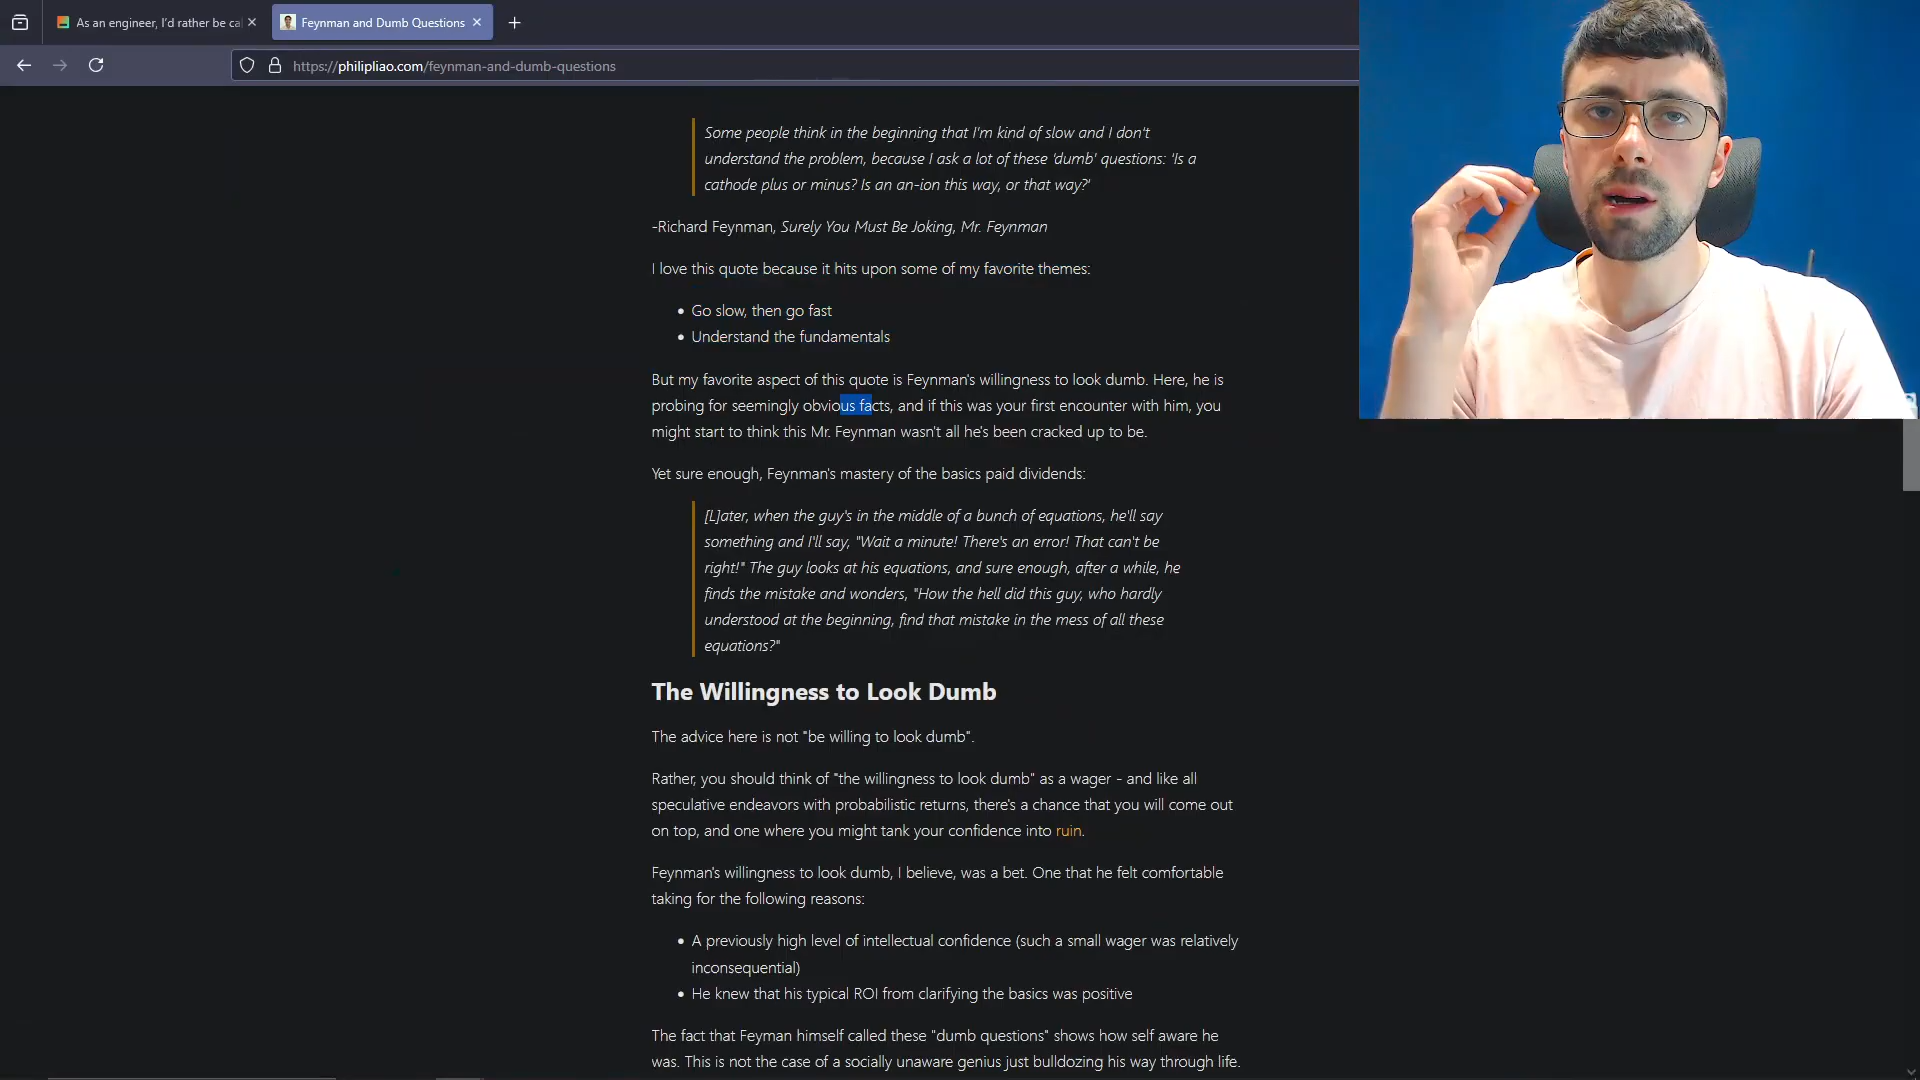 As an engineer, I'd rather be ca
Feynman and Dumb Questions
https://philipliao.com/feynman-and-dumb-questions
Some people think in the beginning that I'm kind of slow and I don't
understand the problem, because I ask a lot of these 'dumb' questions: 'Is a
cathode plus or minus? Is an an-ion this way, or that way?'
-Richard Feynman, Surely You Must Be Joking, Mr. Feynman
I love this quote because it hits upon some of my favorite themes:
• Go slow, then go fast
• Understand the fundamentals
But my favorite aspect of this quote is Feynman's willingness to look dumb. Here, he is
probing for seemingly obvious facts, and if this was your first encounter with him, you
might start to think this Mr. Feynman wasn't all he's been cracked up to be.
Yet sure enough, Feynman's mastery of the basics paid dividends:
[L]ater, when the guy's in the middle of a bunch of equations, he'll say
something and I'll say, "Wait a minute! There's an error! That can't be
right!" The guy looks at his equations, and sure enough, after a while, he
finds the mistake and wonders, "How the hell did this guy, who hardly
understood at the beginning, find that mistake in the mess of all these
equations?"
The Willingness to Look Dumb
The advice here is not "be willing to look dumb".
Rather, you should think of "the willingness to look dumb" as a wager - and like all
speculative endeavors with probabilistic returns, there's a chance that you will come out
on top, and one where you might tank your confidence into ruin.
Feynman's willingness to look dumb, I believe, was a bet. One that he felt comfortable
taking for the following reasons:
• A previously high level of intellectual confidence (such a small wager was relatively
inconsequential)
• He knew that his typical ROI from clarifying the basics was positive
The fact that Feyman himself called these "dumb questions" shows how self aware he
was. This is not the case of a socially unaware genius just bulldozing his way through life.